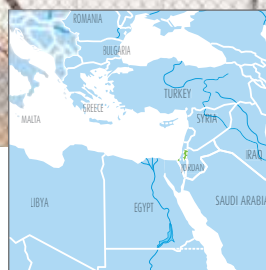 ROMANIA
BULGARIA
TURKEY
GREECE
MALTA
SYRIA
IRAQ
JORDAN
LIBYA
EGYPT
SAUDI ARABIA